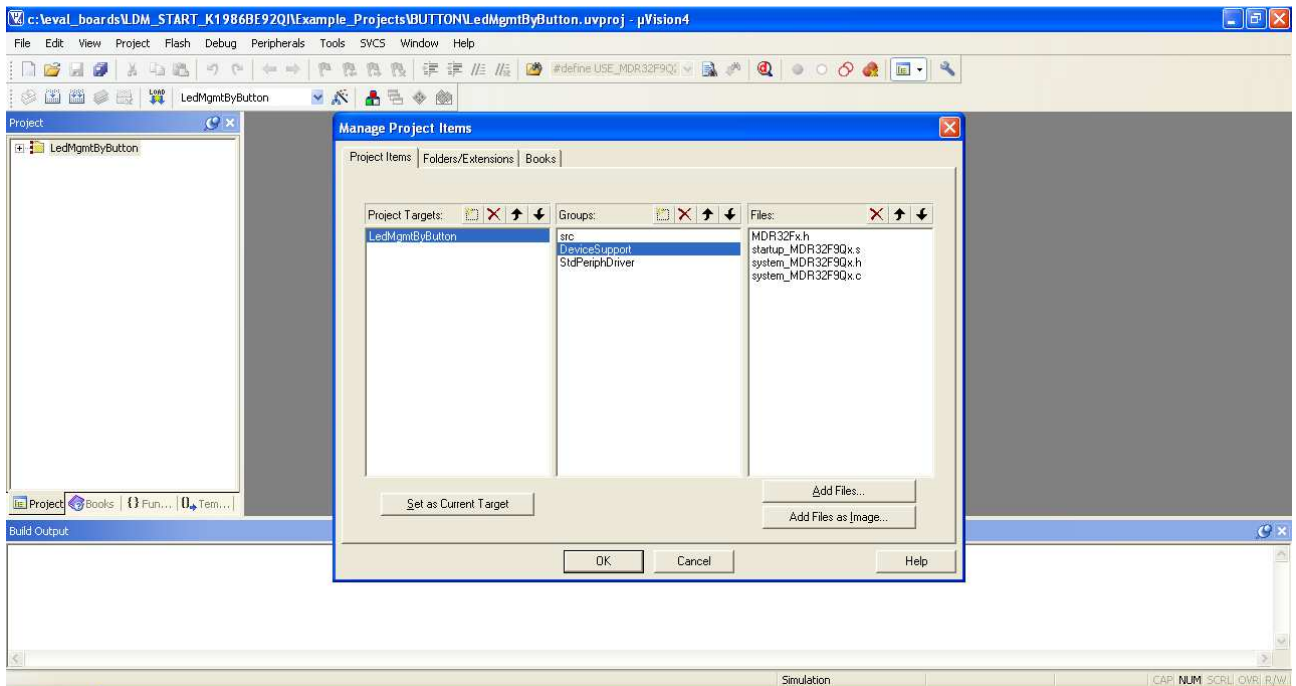 c:\eval_boards\LDM_START_K1986BE92QI\Example_Projects\BUTTON\LedMgmtByButton.uvproj - µVision4
File Edit View Project Flash Debug Peripherals Tools SVCS Window Help
#define USE_MDR32F9Q
LOAD LedMgmtByButton
Project
LedMgmtByButton
Manage Project Items
Project Items Folders/Extensions Books
Project Targets: Groups: Files:
LedMgmtByButton
src
DeviceSupport
StdPeriphDriver
MDR32Fx.h
startup_MDR32F9Qx.s
system_MDR32F9Qx.h
system_MDR32F9Qx.c
Set as Current Target
Add Files...
Add Files as Image...
OK Cancel Help
Project Books {} Fun... Tem...
Build Output
Simulation CAP NUM SCRL OVR R/W